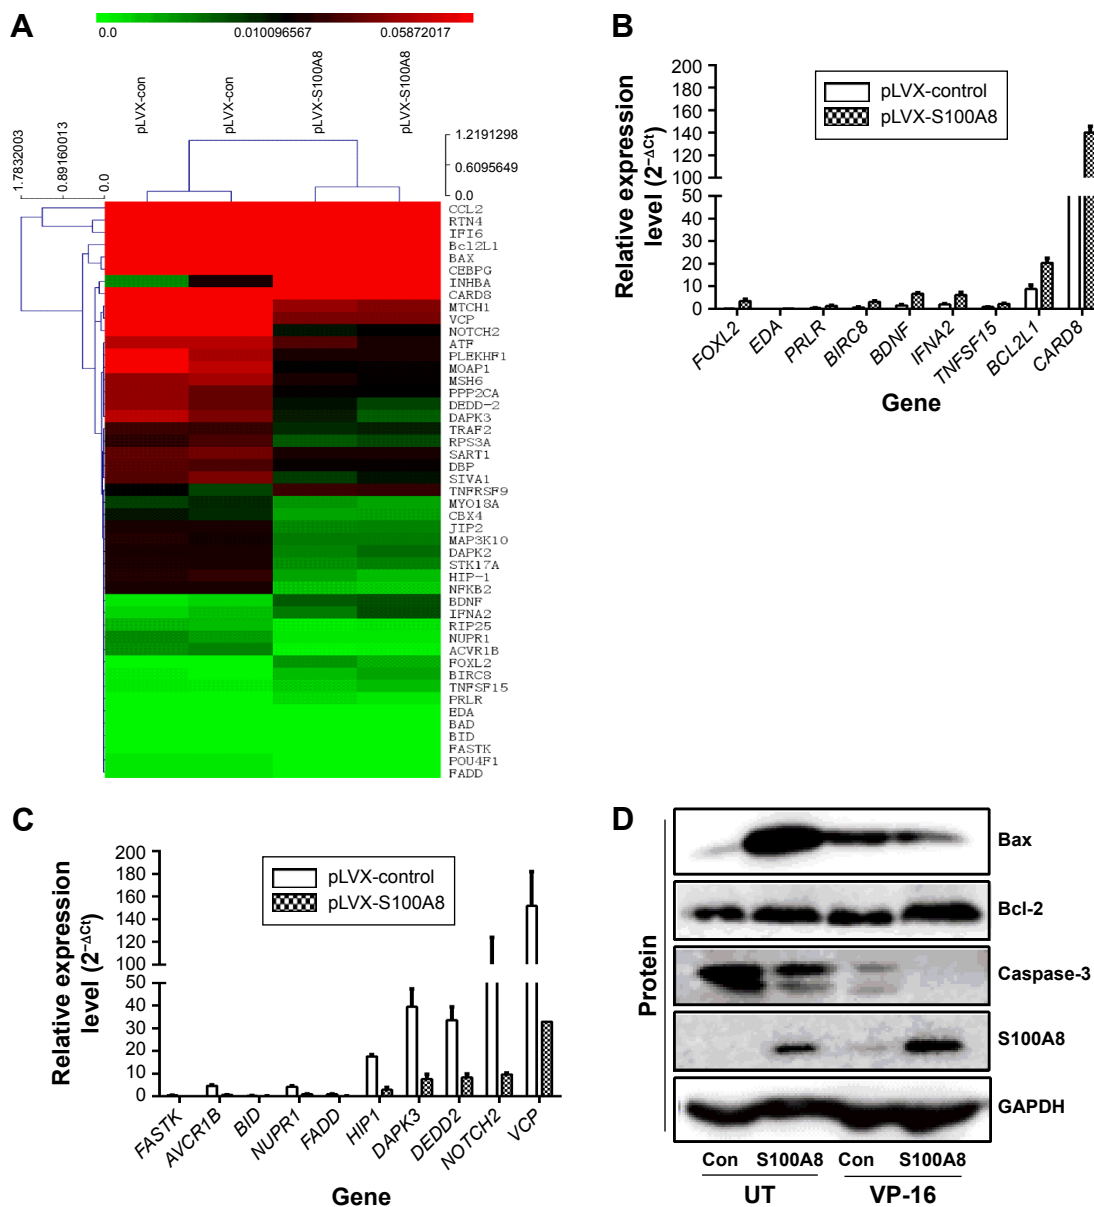 A
0.0 0.010096567 0.05872017
pLVX-con
pLVX-con
pLVX-S100A8
pLVX-S100A8
1.7832003
0.89160013
0.0
1.2191298
0.6095649
0.0
CCL2
RTN4
IFI6
Bcl2L1
BAX
CEBPG
INHBA
CARD8
MTCH1
VCP
NOTCH2
ATF
PLEKHF1
MOAP1
MSH6
PPP2CA
DEDD-2
DAPK3
TRAF2
RPS3A
SART1
DBP
SIVA1
TNFRSF9
MYO18A
CBX4
JIP2
MAP3K10
DAPK2
STK17A
HIP-1
NFKB2
BDNF
IFNA2
RIP25
NUPR1
ACVR1B
FOXL2
BIRC8
TNFSF15
PRLR
EDA
BAD
BID
FASTK
POU4F1
FADD
B
Relative expression
level (2−ΔCt)
200
180
160
140
120
100
50
40
30
20
10
0
pLVX-control
pLVX-S100A8
FOXL2
EDA
PRLR
BIRC8
BDNF
IFNA2
TNFSF15
BCL2L1
CARD8
Gene
C
Relative expression
level (2−ΔCt)
200
180
160
140
120
100
50
40
30
20
10
0
pLVX-control
pLVX-S100A8
FASTK
AVCR1B
BID
NUPR1
FADD
HIP1
DAPK3
DEDD2
NOTCH2
VCP
Gene
D
Protein
Bax
Bcl-2
Caspase-3
S100A8
GAPDH
Con S100A8 Con S100A8
UT VP-16